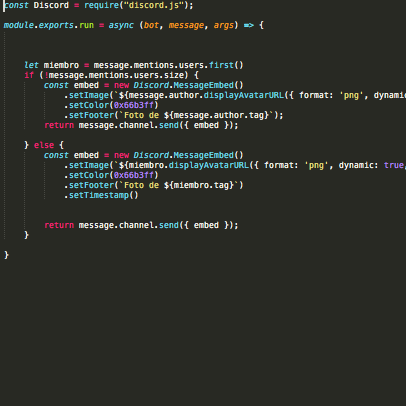 const Discord = require("discord.js");
module.exports.run = async (bot, message, args) => {
let miembro = message.mentions.users.first()
if (!message.mentions.users.size) {
const embed = new Discord.MessageEmbed()
.setImage(`${message.author.displayAvatarURL({ format: 'png', dynamic
.setColor(0x66b3ff)
.setFooter(`Foto de ${message.author.tag}`);
return message.channel.send({ embed });
} else {
const embed = new Discord.MessageEmbed()
.setImage(`${miembro.displayAvatarURL({ format: 'png', dynamic: true,
.setColor(0x66b3ff)
.setFooter(`Foto de ${miembro.tag}`)
.setTimestamp()
return message.channel.send({ embed });
}
}